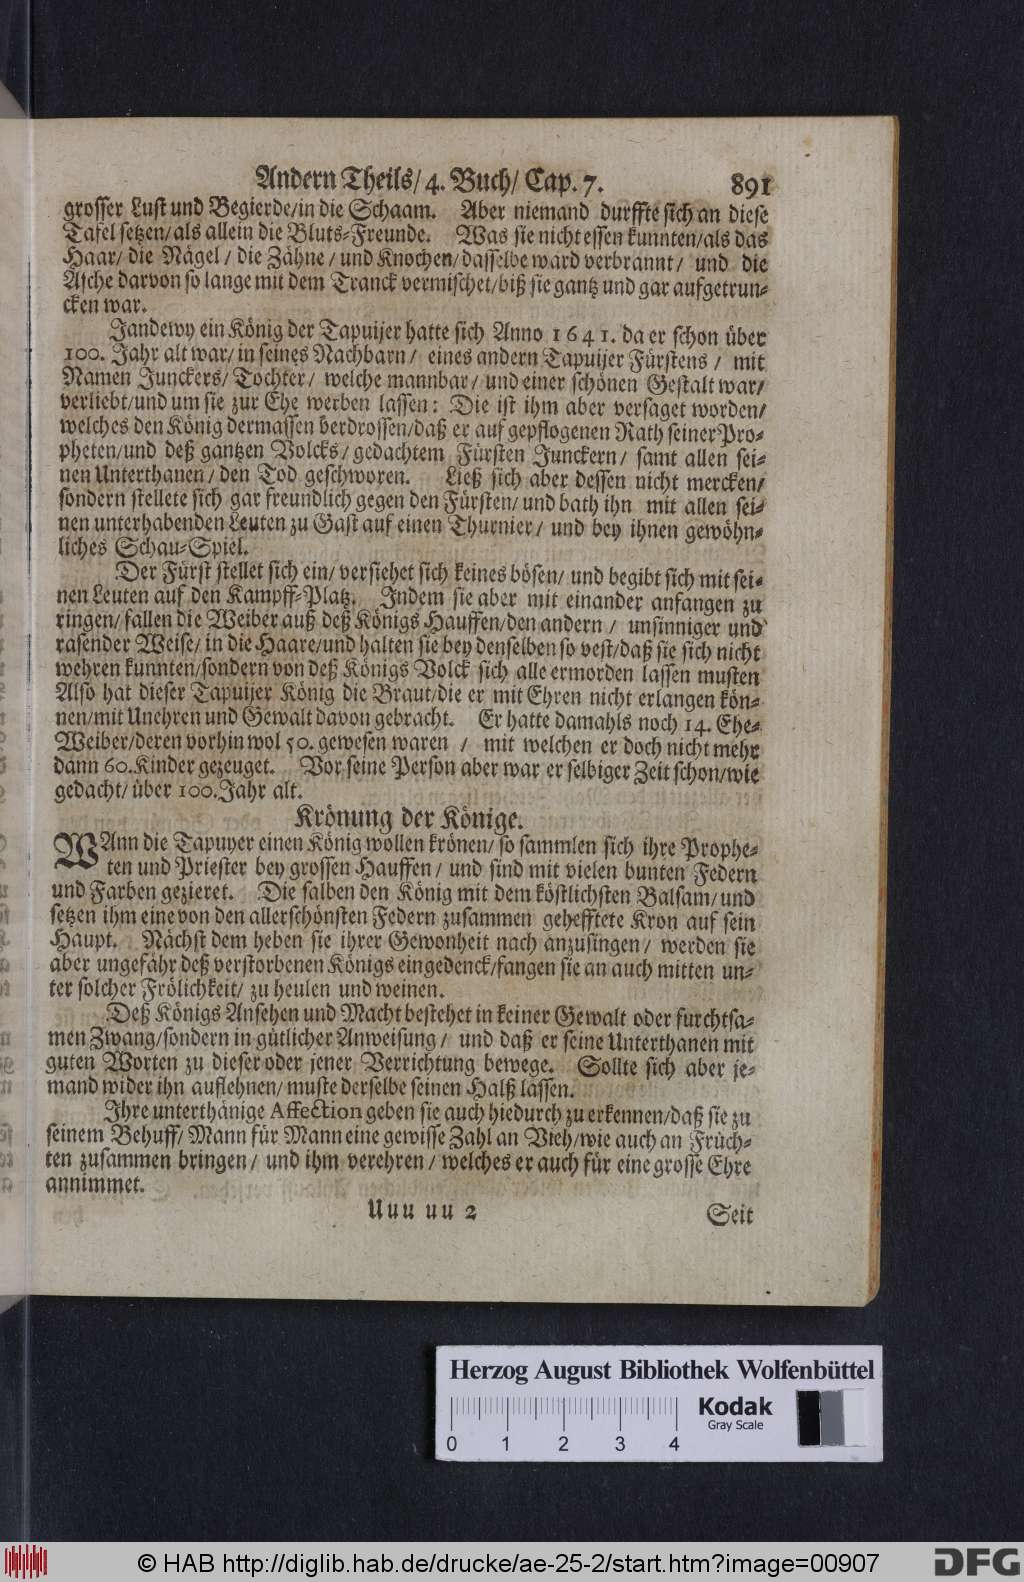 Andern Theils/ 4. Buch/ Cap. 7. 891
grosser Lust und Begierde/in die Schaam. Aber niemand durffte sich an diese
Tafel setzen/als allein die Bluts-Freunde. Was sie nicht essen kunnten/als das
Haar/ die Nägel/ die Zähne/ und Knochen/dasselbe ward verbrannt/ und die
Asche darvon so lange mit dem Tranck vermischet/biß sie gantz und gar aufgetrun-
cken war.
Jandewy ein König der Tapuijer hatte sich Anno 1641. da er schon über
100. Jahr alt war/ in seines Nachbarn/ eines andern Tapuijer Fürstens/ mit
Namen Junckers/ Tochter/ welche mannbar/ und einer schönen Gestalt war/
verliebt/und um sie zur Ehe werben lassen: Die ist ihm aber versaget worden/
welches den König dermassen verdrossen/daß er auf gepflogenen Rath seiner Pro-
pheten/und deß gantzen Volcks/ gedachtem Fürsten Junckern/ samt allen sei-
nen Unterthanen/ den Tod geschworen. Ließ sich aber dessen nicht mercken/
sondern stellete sich gar freundlich gegen den Fürsten/ und bath ihn mit allen sei-
nen unterhabenden Leuten zu Gast auf einen Thurnier/ und bey ihnen gewöhn-
liches Schau-Spiel.
Der Fürst stellet sich ein/ versiehet sich keines bösen/ und begibt sich mit sei-
nen Leuten auf den Kampff-Platz. Indem sie aber mit einander anfangen zu
ringen/ fallen die Weiber auß deß Königs Hauffen/den andern/ unsinniger und
rasender Weise/ in die Haare/und halten sie bey denselben so vest/daß sie sich nicht
wehren kunnten/sondern von deß Königs Volck sich alle ermorden lassen musten
Also hat dieser Tapuijer König die Braut/die er mit Ehren nicht erlangen kön-
nen/mit Unehren und Gewalt davon gebracht. Er hatte damahls noch 14. Ehe-
Weiber/deren vorhin wol 50. gewesen waren/ mit welchen er doch nicht mehr
dann 60. Kinder gezeuget. Vor seine Person aber war er selbiger Zeit schon/wie
gedacht/ über 100. Jahr alt.
Krönung der Könige.
WAnn die Tapuyer einen König wollen krönen/ so sammlen sich ihre Prophe-
ten und Priester bey grossen Hauffen/ und sind mit vielen bunten Federn
und Farben gezieret. Die salben den König mit dem köstlichsten Balsam/und
setzen ihm eine von den allerschönsten Federn zusammen gehefftete Kron auf sein
Haupt. Nächst dem heben sie ihrer Gewonheit nach anzusingen/ werden sie
aber ungefähr deß verstorbenen Königs eingedenck/fangen sie an auch mitten un-
ter solcher Frölichkeit/ zu heulen und weinen.
Deß Königs Ansehen und Macht bestehet in keiner Gewalt oder furchtsa-
men Zwang/sondern in gütlicher Anweisung/ und daß er seine Unterthanen mit
guten Worten zu dieser oder jener Verrichtung bewege. Sollte sich aber je-
mand wider ihn auflehnen/ muste derselbe seinen Halß lassen.
Ihre unterthänige Affection geben sie auch hiedurch zu erkennen/daß sie zu
seinem Behuff/ Mann für Mann eine gewisse Zahl an Vieh/wie auch an Früch-
ten zusammen bringen/ und ihm verehren/ welches er auch für eine grosse Ehre
annimmet.
Uuu uu 2 Seit
Herzog August Bibliothek Wolfenbüttel
Kodak
Gray Scale
0 1 2 3 4
© HAB http://diglib.hab.de/drucke/ae-25-2/start.htm?image=00907
DFG